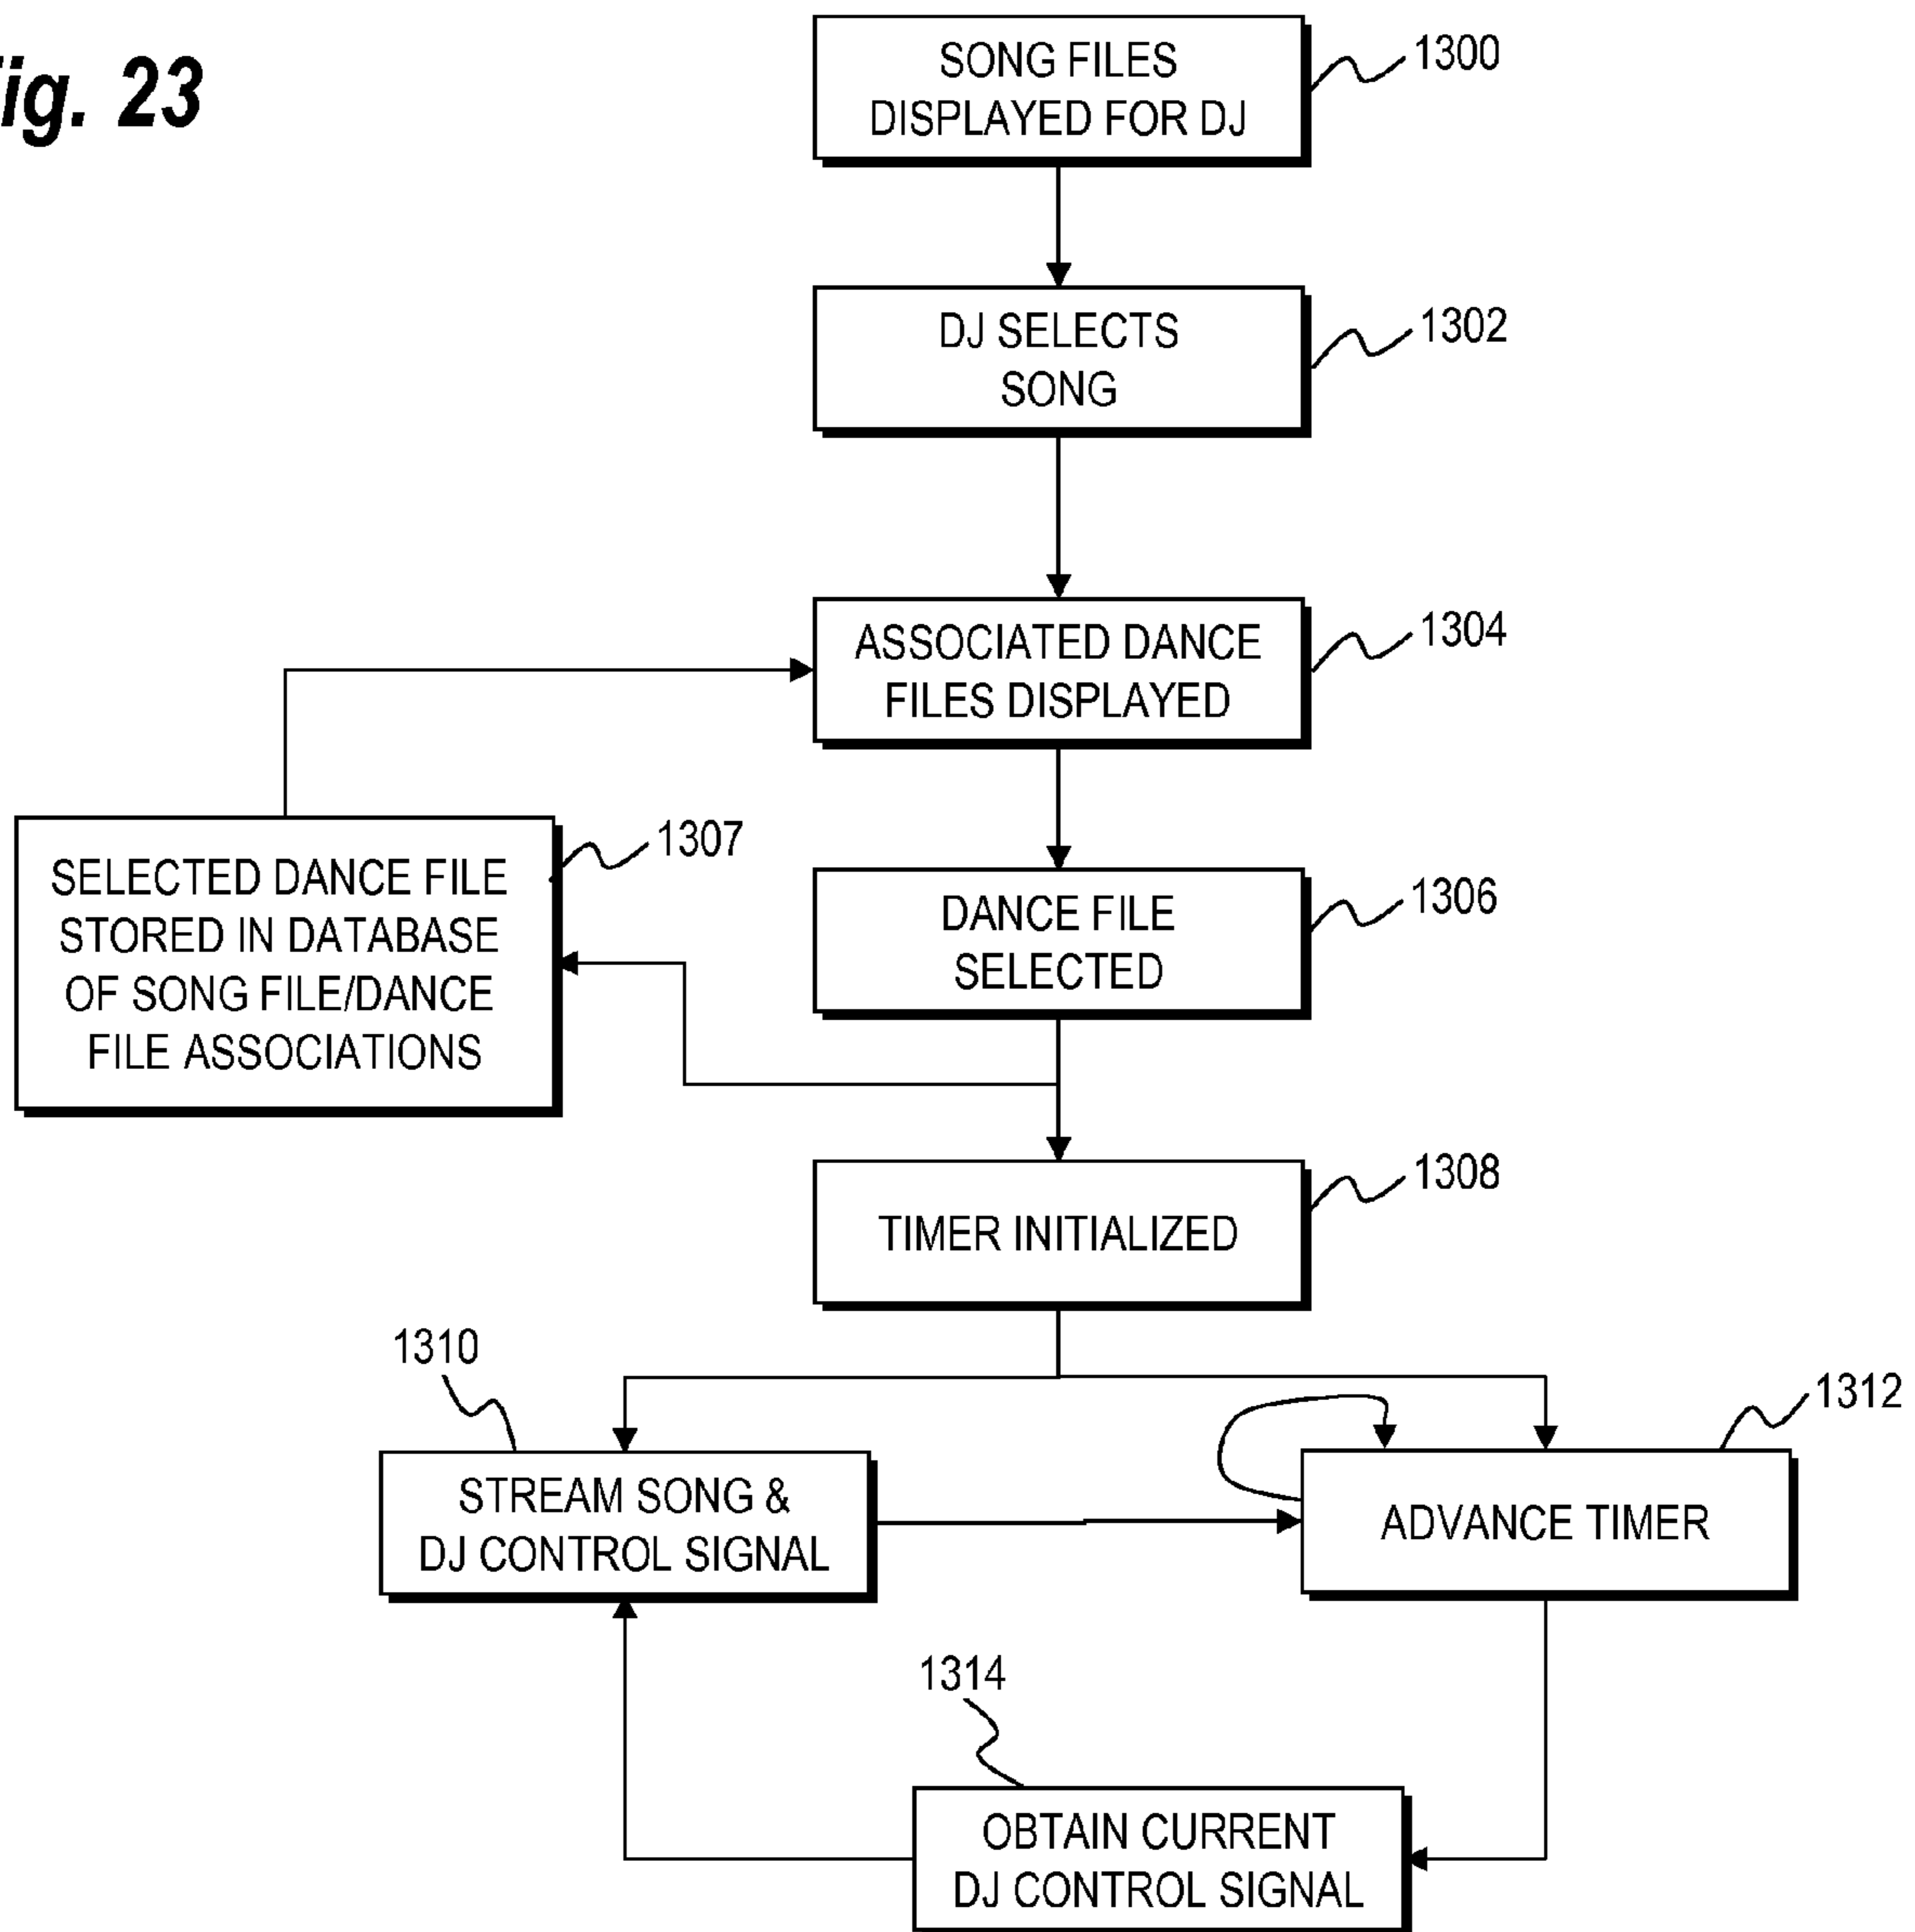 Fig. 23
SONG FILES
DISPLAYED FOR DJ
1300
DJ SELECTS
SONG
1302
ASSOCIATED DANCE
FILES DISPLAYED
1304
SELECTED DANCE FILE
STORED IN DATABASE
OF SONG FILE/DANCE
FILE ASSOCIATIONS
1307
DANCE FILE
SELECTED
1306
TIMER INITIALIZED
1308
1310
STREAM SONG &
DJ CONTROL SIGNAL
1312
ADVANCE TIMER
1314
OBTAIN CURRENT
DJ CONTROL SIGNAL